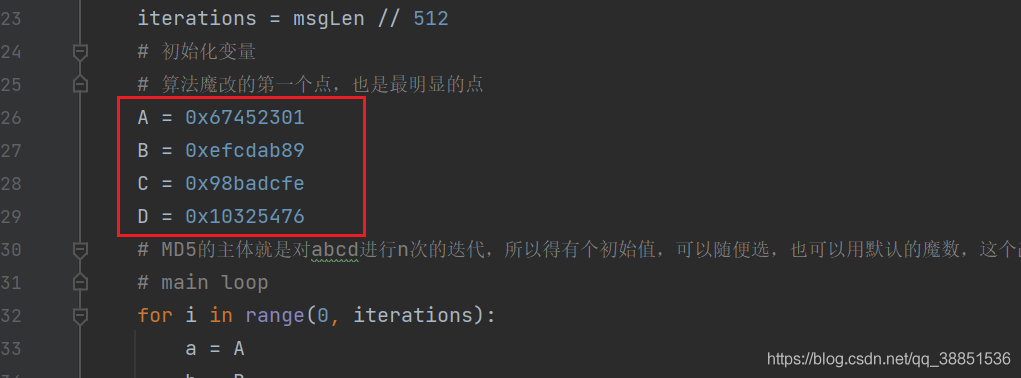 23 iterations = msgLen // 512
24 # 初始化变量
25 # 算法魔改的第一个点，也是最明显的点
26 A = 0x67452301
27 B = 0xefcdab89
28 C = 0x98badcfe
29 D = 0x10325476
30 # MD5的主体就是对abcd进行n次的迭代，所以得有个初始值，可以随便选，也可以用默认的魔数，这个
31 # main loop
32 for i in range(0, iterations):
33 a = A
https://blog.csdn.net/qq_38851536